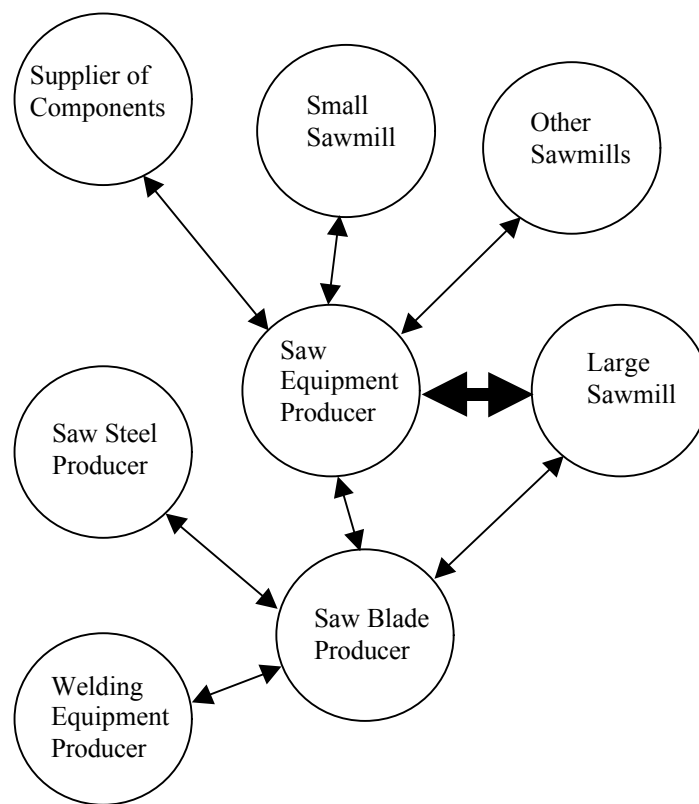 Supplier of
Components
Small
Sawmill
Other
Sawmills
Saw
Equipment
Producer
Large
Sawmill
Saw Steel
Producer
Saw Blade
Producer
Welding
Equipment
Producer